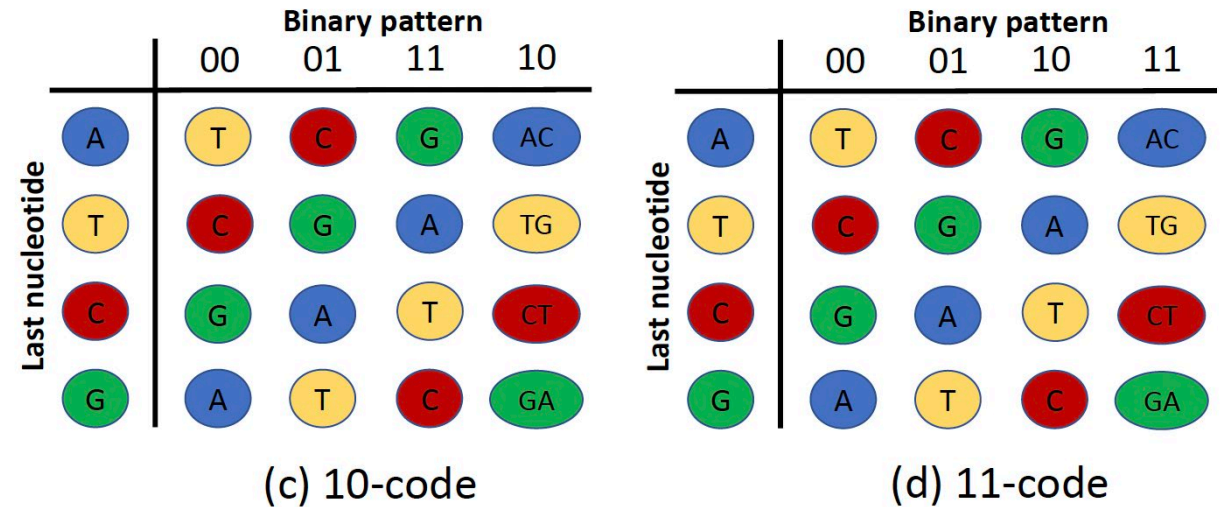 Binary pattern
00 01 11 10
Last nucleotide
A T C G AC
T C G A TG
C G A T CT
G A T C GA
(c) 10-code
Binary pattern
00 01 10 11
Last nucleotide
A T C G AC
T C G A TG
C G A T CT
G A T C GA
(d) 11-code